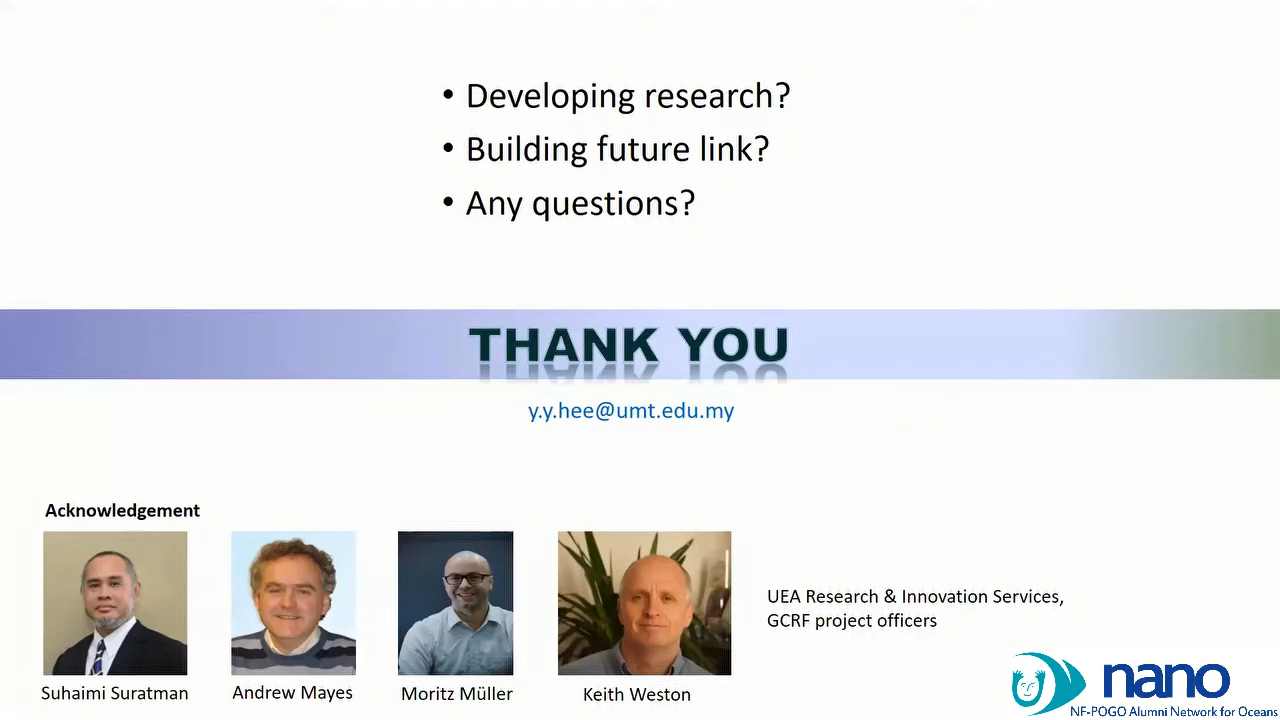 • Developing research?
• Building future link?
• Any questions?
THANK YOU
y.y.hee@umt.edu.my
Acknowledgement
Suhaimi Suratman
Andrew Mayes
Moritz Müller
Keith Weston
UEA Research & Innovation Services,
GCRF project officers
nano
NF-POGO Alumni Network for Oceans